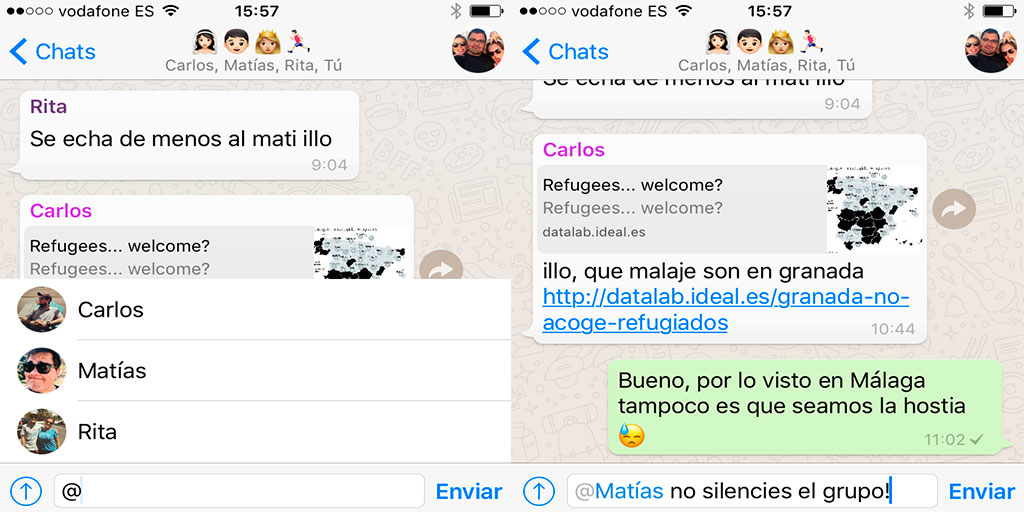 vodafone ES
15:57
Chats
Carlos, Matías, Rita, Tú
Rita
Se echa de menos al mati illo
9:04
Carlos
Refugees... welcome?
Refugees... welcome?
Carlos
Matías
Rita
@
Enviar
vodafone ES
15:57
Chats
Carlos, Matías, Rita, Tú
Se echa de menos al mati illo
9:04
Carlos
Refugees... welcome?
Refugees... welcome?
datalab.ideal.es
illo, que malaje son en granada
http://datalab.ideal.es/granada-no-
acoge-refugiados
10:44
Bueno, por lo visto en Málaga
tampoco es que seamos la hostia
11:02
@Matías no silencies el grupo!
Enviar